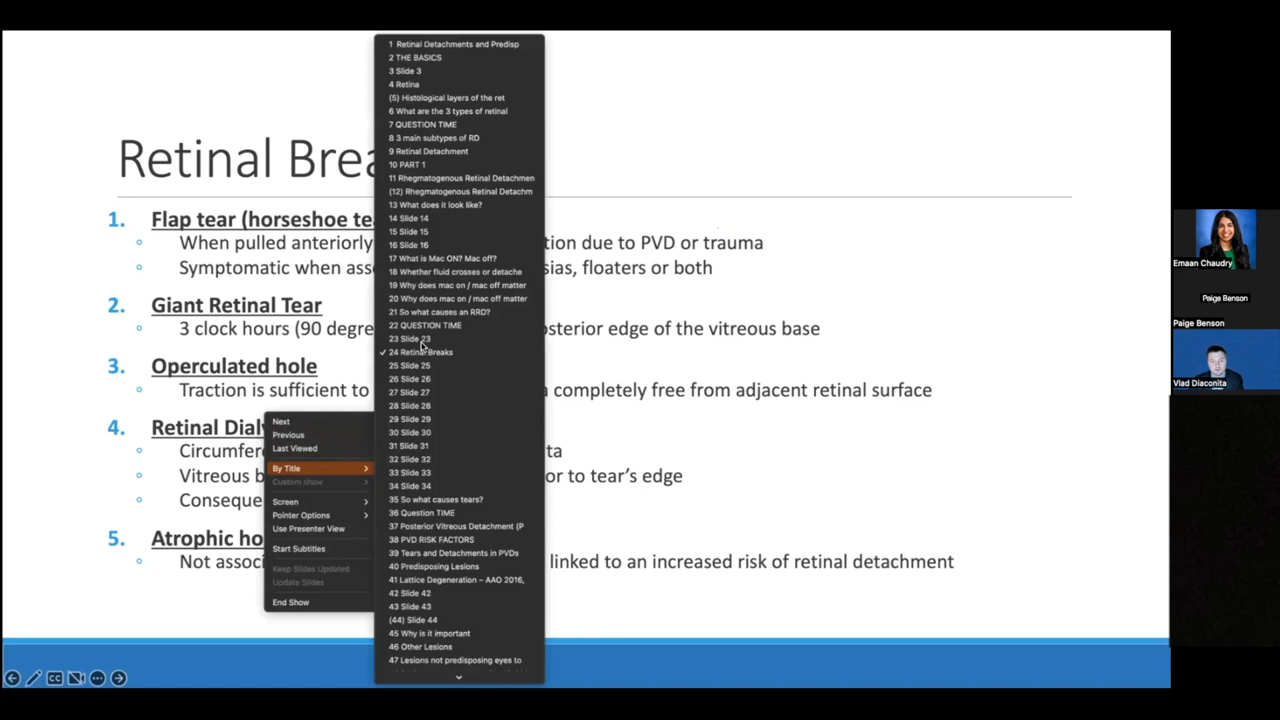 Retinal Brea
1. Flap tear (horseshoe te
When pulled anteriorly
tion due to PVD or trauma
Symptomatic when ass
sias, floaters or both
2. Giant Retinal Tear
3 clock hours (90 degre
osterior edge of the vitreous base
3. Operculated hole
Traction is sufficient to
a completely free from adjacent retinal surface
4. Retinal Dialy
Circumfere
ta
Vitreous b
or to tear's edge
Conseque
5. Atrophic ho
Not associ
linked to an increased risk of retinal detachment
Next
Previous
Last Viewed
By Title
Custom show
Screen
Pointer Options
Use Presenter View
Start Subtitles
Keep Slides Updated
Update Slides
End Show
1 Retinal Detachments and Predisp
2 THE BASICS
3 Slide 3
4 Retina
(5) Histological layers of the ret
6 What are the 3 types of retinal
7 QUESTION TIME
8 3 main subtypes of RD
9 Retinal Detachment
10 PART 1
11 Rhegmatogenous Retinal Detachmen
(12) Rhegmatogenous Retinal Detachm
13 What does it look like?
14 Slide 14
15 Slide 15
16 Slide 16
17 What is Mac ON? Mac off?
18 Whether fluid crosses or detache
19 Why does mac on / mac off matter
20 Why does mac on / mac off matter
21 So what causes an RRD?
22 QUESTION TIME
23 Slide 23
✓ 24 Retinal Breaks
25 Slide 25
26 Slide 26
27 Slide 27
28 Slide 28
29 Slide 29
30 Slide 30
31 Slide 31
32 Slide 32
33 Slide 33
34 Slide 34
35 So what causes tears?
36 Question TIME
37 Posterior Vitreous Detachment (P
38 PVD RISK FACTORS
39 Tears and Detachments in PVDs
40 Predisposing Lesions
41 Lattice Degeneration – AAO 2016,
42 Slide 42
43 Slide 43
(44) Slide 44
45 Why is it important
46 Other Lesions
47 Lesions not predisposing eyes to
CC
Emaan Chaudry
Paige Benson
Paige Benson
Vlad Diaconita